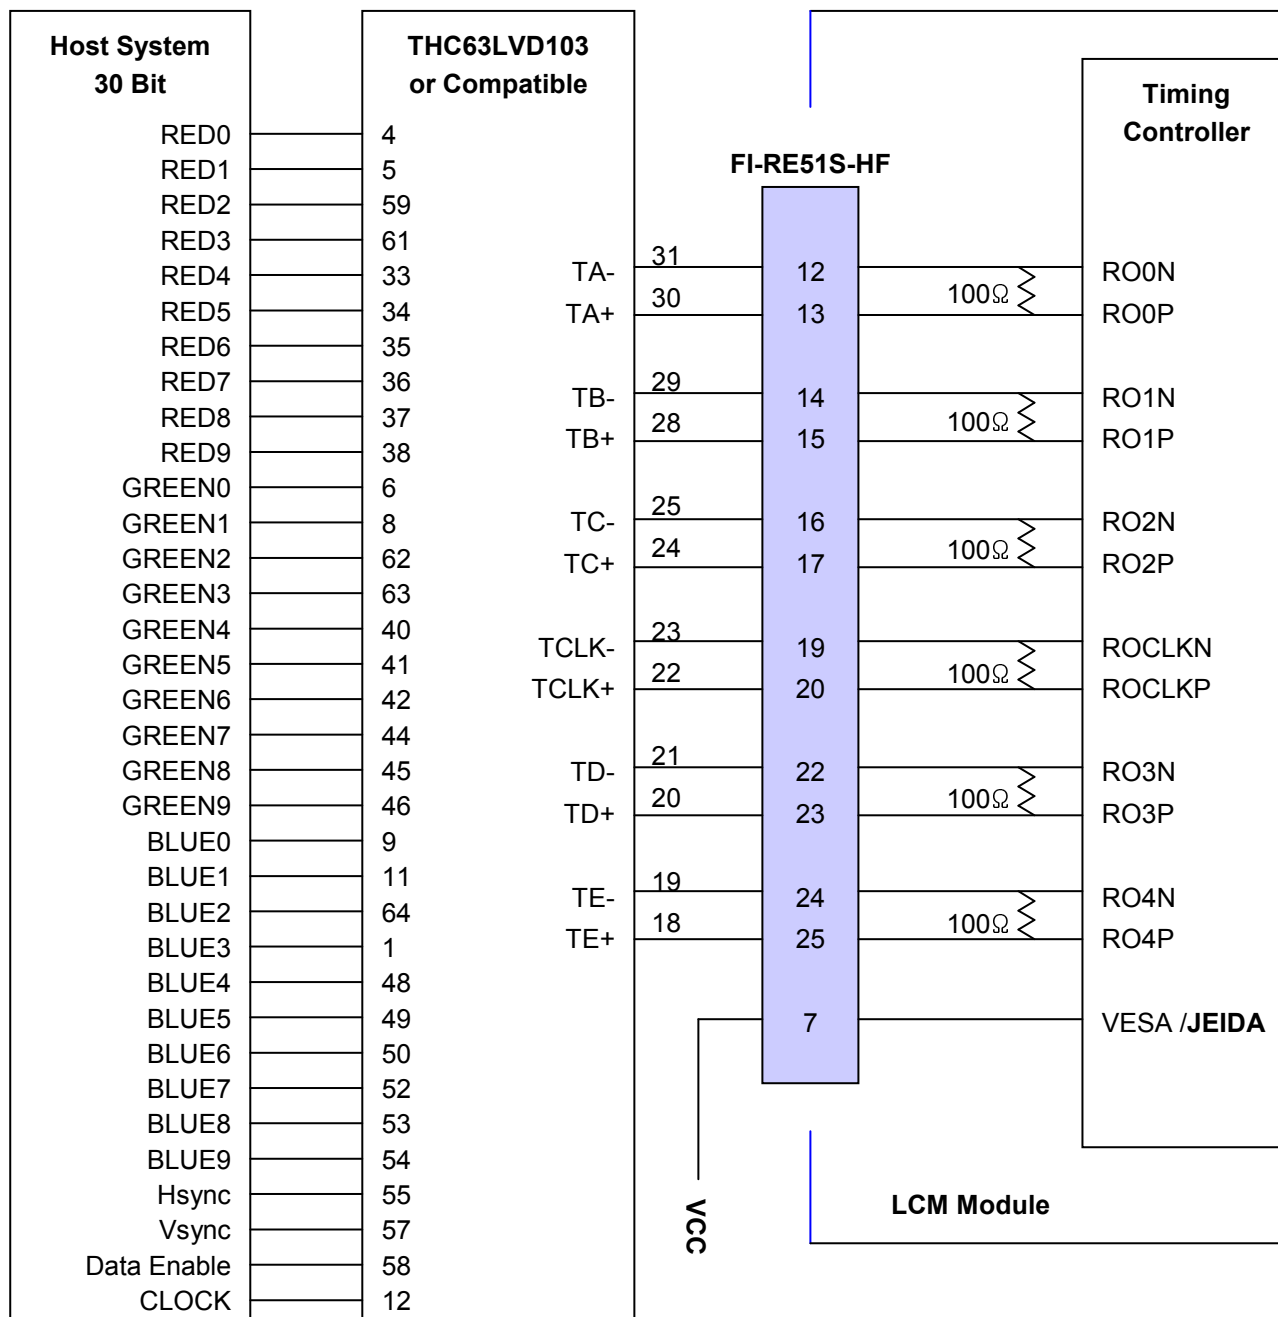 Host System
30 Bit
RED0
RED1
RED2
RED3
RED4
RED5
RED6
RED7
RED8
RED9
GREEN0
GREEN1
GREEN2
GREEN3
GREEN4
GREEN5
GREEN6
GREEN7
GREEN8
GREEN9
BLUE0
BLUE1
BLUE2
BLUE3
BLUE4
BLUE5
BLUE6
BLUE7
BLUE8
BLUE9
Hsync
Vsync
Data Enable
CLOCK
THC63LVD103
or Compatible
4
5
59
61
33
34
35
36
37
38
6
8
62
63
40
41
42
44
45
46
9
11
64
1
48
49
50
52
53
54
55
57
58
12
TA-
TA+
TB-
TB+
TC-
TC+
TCLK-
TCLK+
TD-
TD+
TE-
TE+
31
30
29
28
25
24
23
22
21
20
19
18
FI-RE51S-HF
12
13
14
15
16
17
19
20
22
23
24
25
7
VCC
100Ω
100Ω
100Ω
100Ω
100Ω
100Ω
Timing
Controller
RO0N
RO0P
RO1N
RO1P
RO2N
RO2P
ROCLKN
ROCLKP
RO3N
RO3P
RO4N
RO4P
VESA /JEIDA
LCM Module